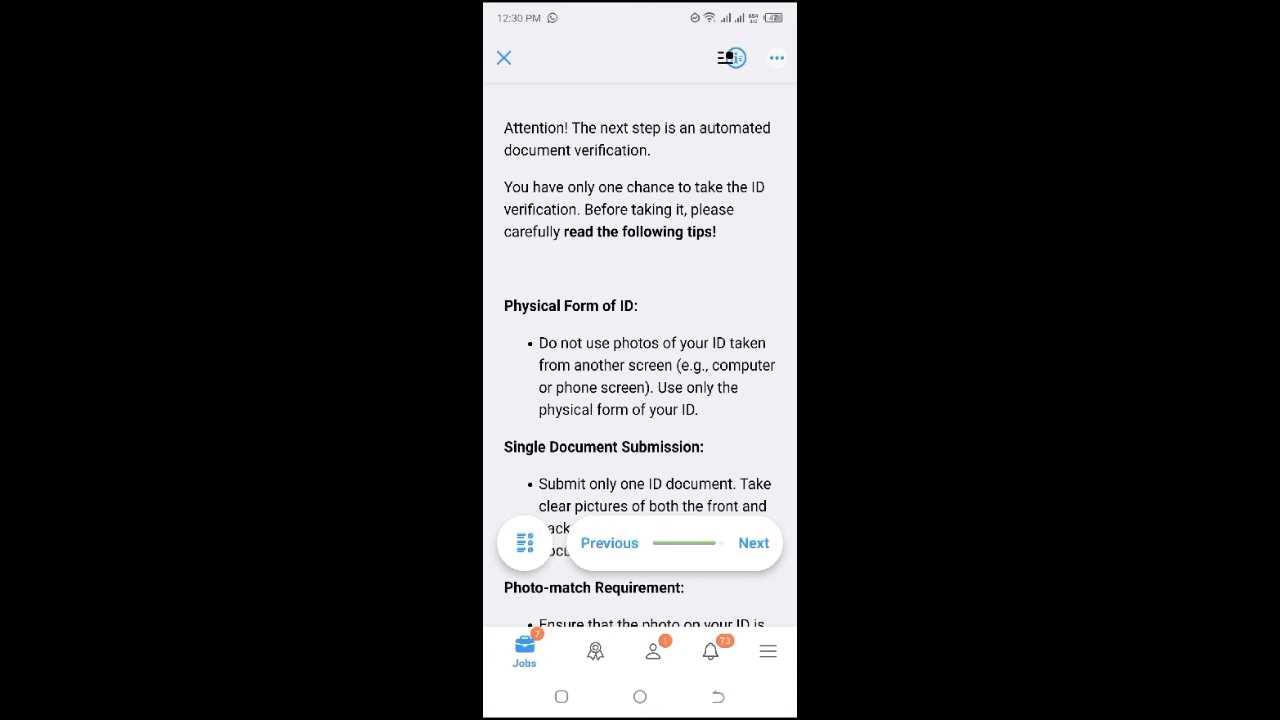 12:30 PM
Attention! The next step is an automated
document verification.
You have only one chance to take the ID
verification. Before taking it, please
carefully read the following tips!
Physical Form of ID:
• Do not use photos of your ID taken
from another screen (e.g., computer
or phone screen). Use only the
physical form of your ID.
Single Document Submission:
• Submit only one ID document. Take
clear pictures of both the front and
Previous
Next
Photo-match Requirement:
• Ensure that the photo on your ID is
7
1
73
Jobs